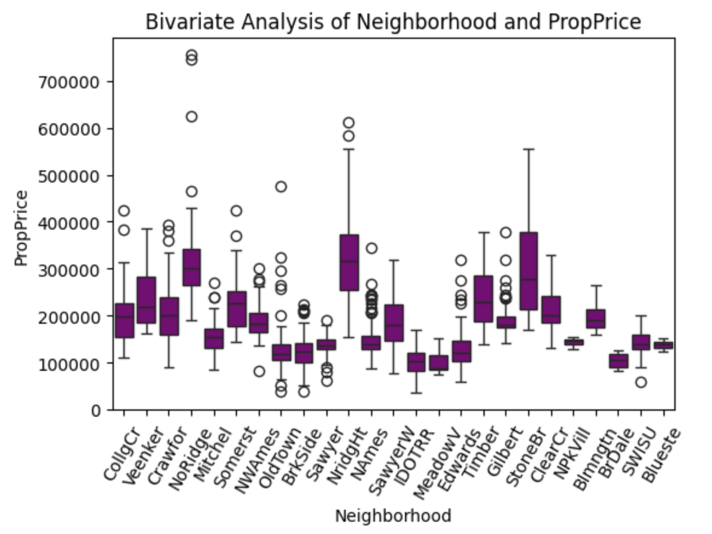 Bivariate Analysis of Neighborhood and PropPrice
PropPrice
700000
600000
500000
400000
300000
200000
100000
0
CollgCr
Veenker
Crawfor
NoRidge
Mitchel
Somerst
NWAmes
OldTown
BrkSide
Sawyer
NridgHt
NAmes
SawyerW
IDOTRR
MeadowV
Edwards
Timber
Gilbert
StoneBr
ClearCr
NPkVill
Blmngtn
BrDale
SWISU
Blueste
Neighborhood